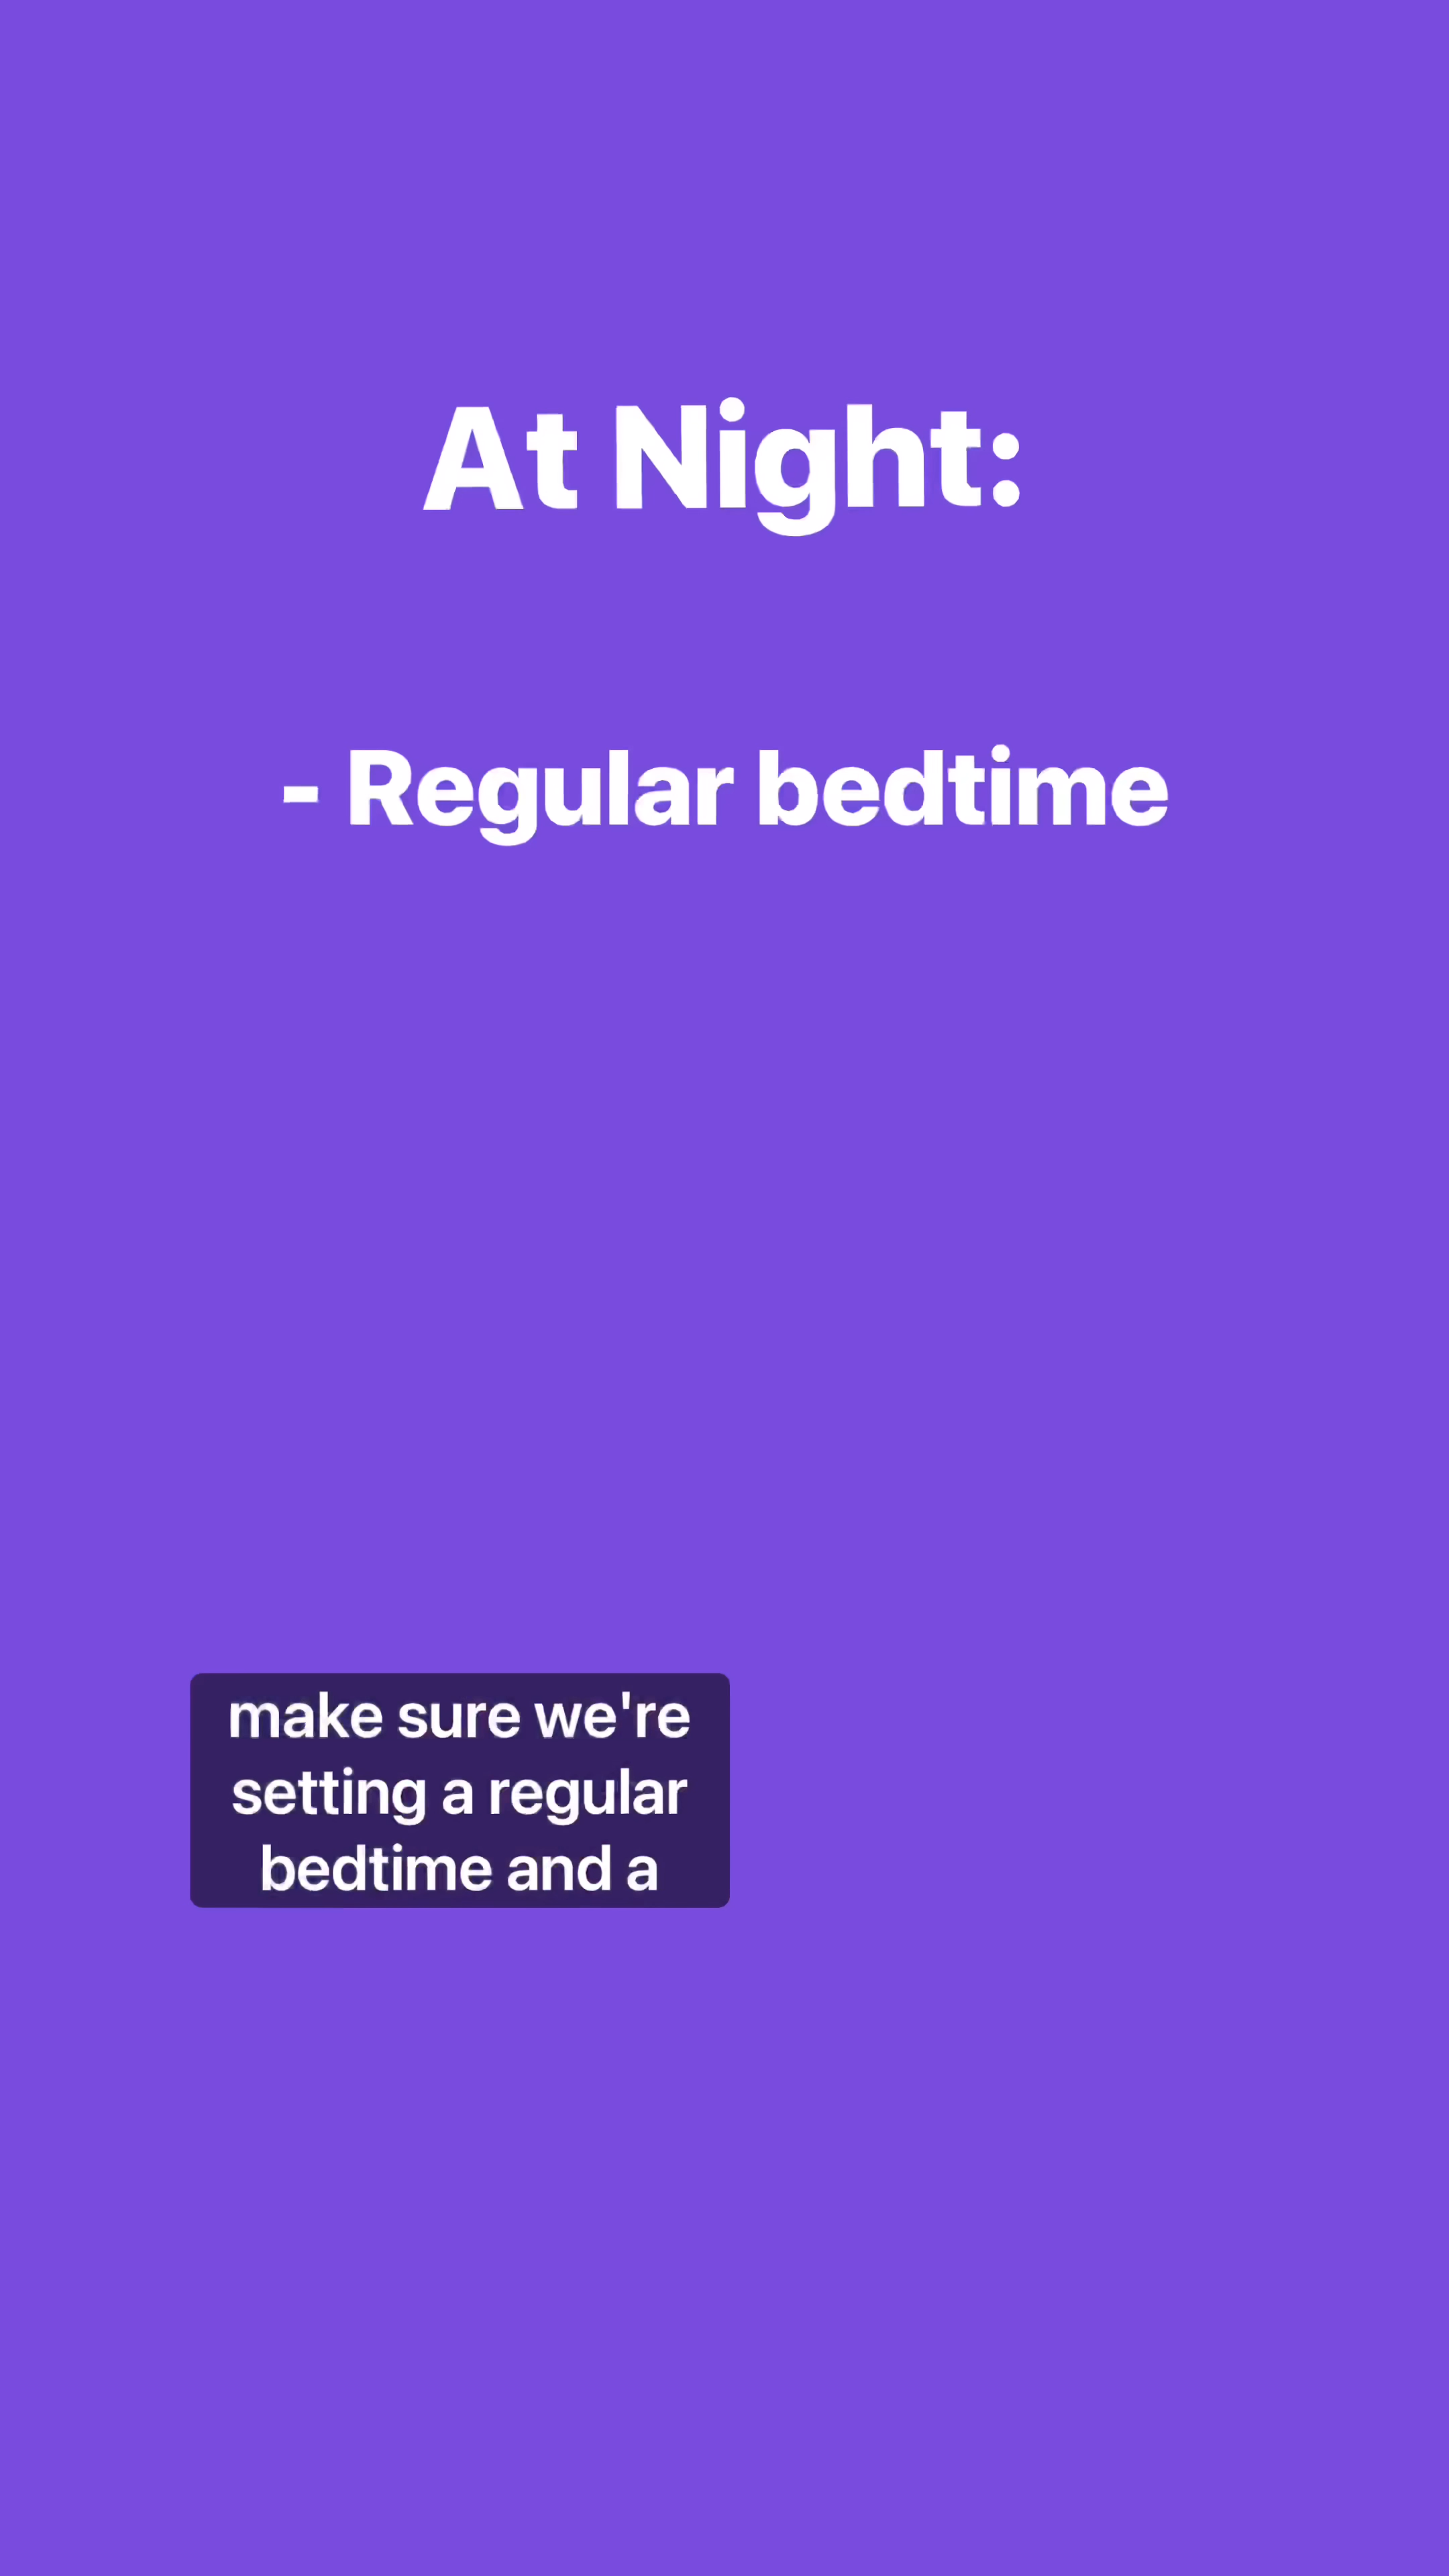 At Night:
- Regular bedtime
make sure we're
setting a regular
bedtime and a